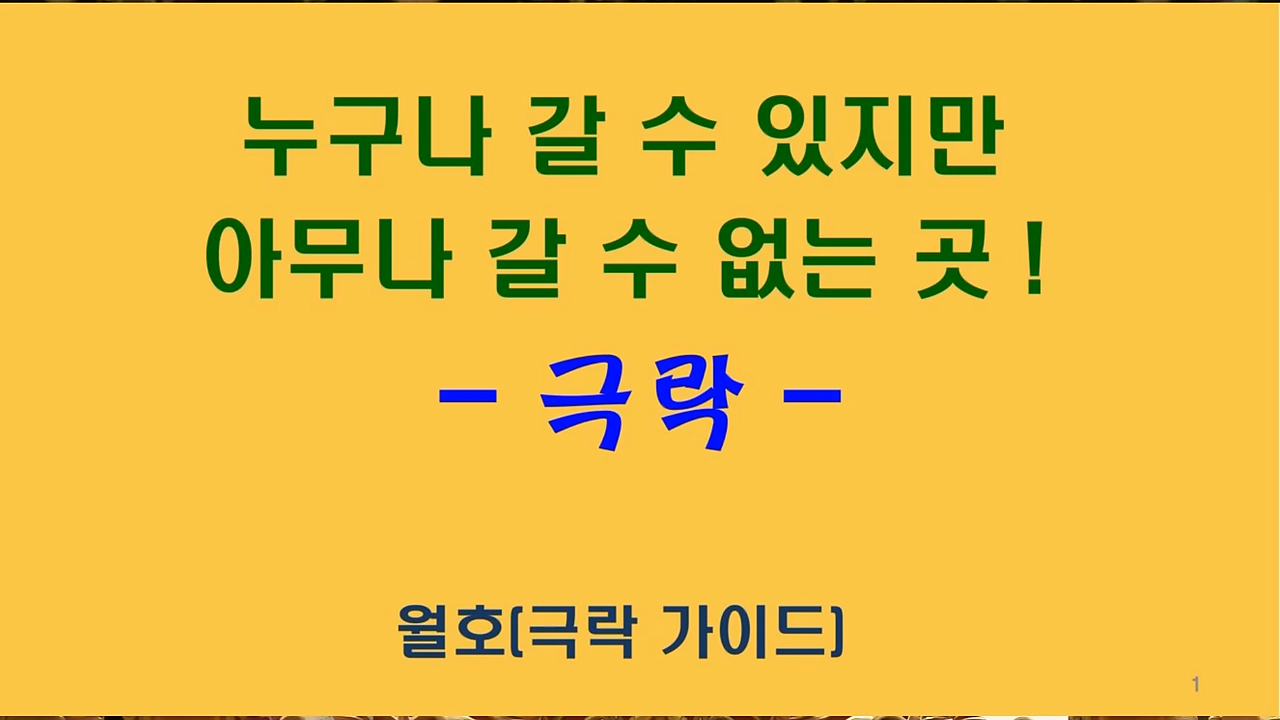 누구나 갈 수 있지만
아무나 갈 수 없는 곳 !
- 극락 -
월호(극락 가이드)
1